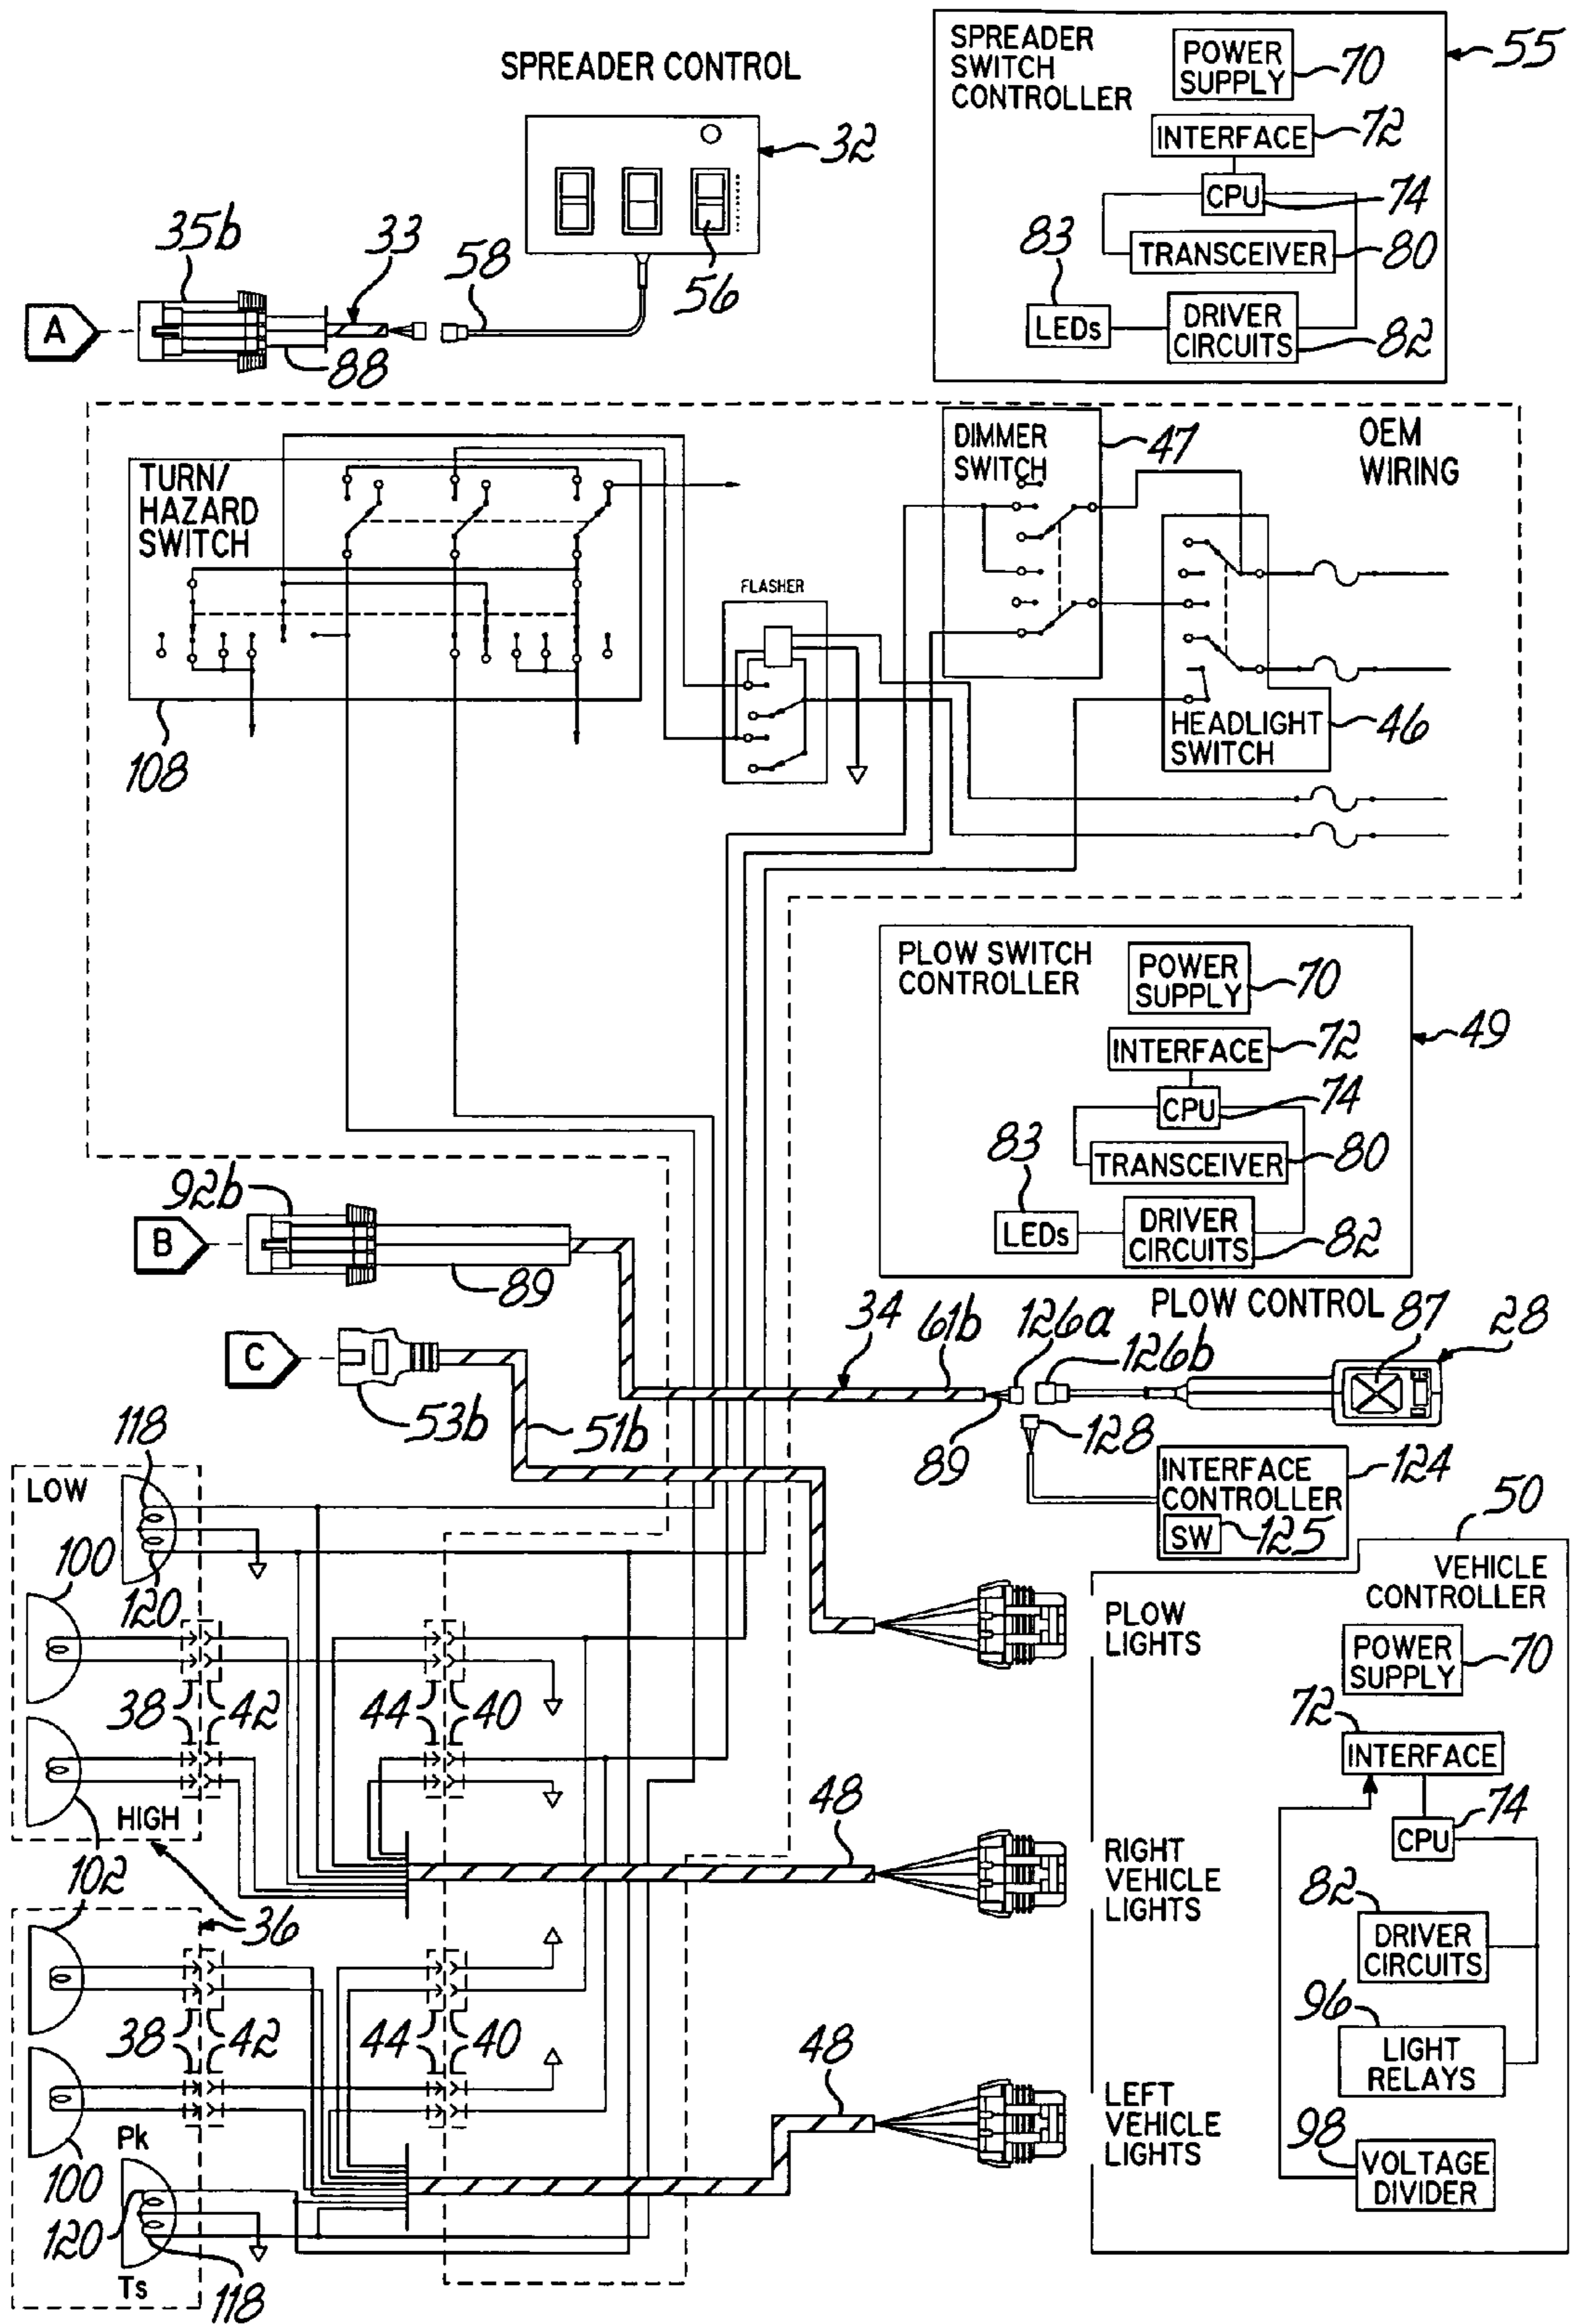 SPREADER CONTROL
32
56
58
33
35b
A
88
SPREADER
SWITCH
CONTROLLER
55
POWER
SUPPLY
70
INTERFACE
72
CPU
74
TRANSCEIVER
80
83
LEDs
DRIVER
CIRCUITS
82
TURN/
HAZARD
SWITCH
108
FLASHER
DIMMER
SWITCH
47
OEM
WIRING
HEADLIGHT
SWITCH
46
PLOW SWITCH
CONTROLLER
49
POWER
SUPPLY
70
INTERFACE
72
CPU
74
TRANSCEIVER
80
83
LEDs
DRIVER
CIRCUITS
82
92b
B
89
C
53b
51b
34
61b
126a
126b
PLOW CONTROL
87
28
89
128
INTERFACE
CONTROLLER
SW
124
125
50
VEHICLE
CONTROLLER
POWER
SUPPLY
70
72
INTERFACE
74
CPU
82
DRIVER
CIRCUITS
96
LIGHT
RELAYS
98
VOLTAGE
DIVIDER
PLOW
LIGHTS
RIGHT
VEHICLE
LIGHTS
LEFT
VEHICLE
LIGHTS
48
48
118
LOW
100
120
38
42
44
40
HIGH
102
36
38
42
44
40
100
Pk
120
Ts
118